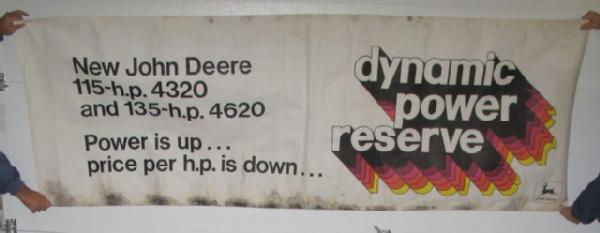 New John Deere
115-h.p. 4320
and 135-h.p. 4620
Power is up...
price per h.p. is down...
dynamic
power
reserve